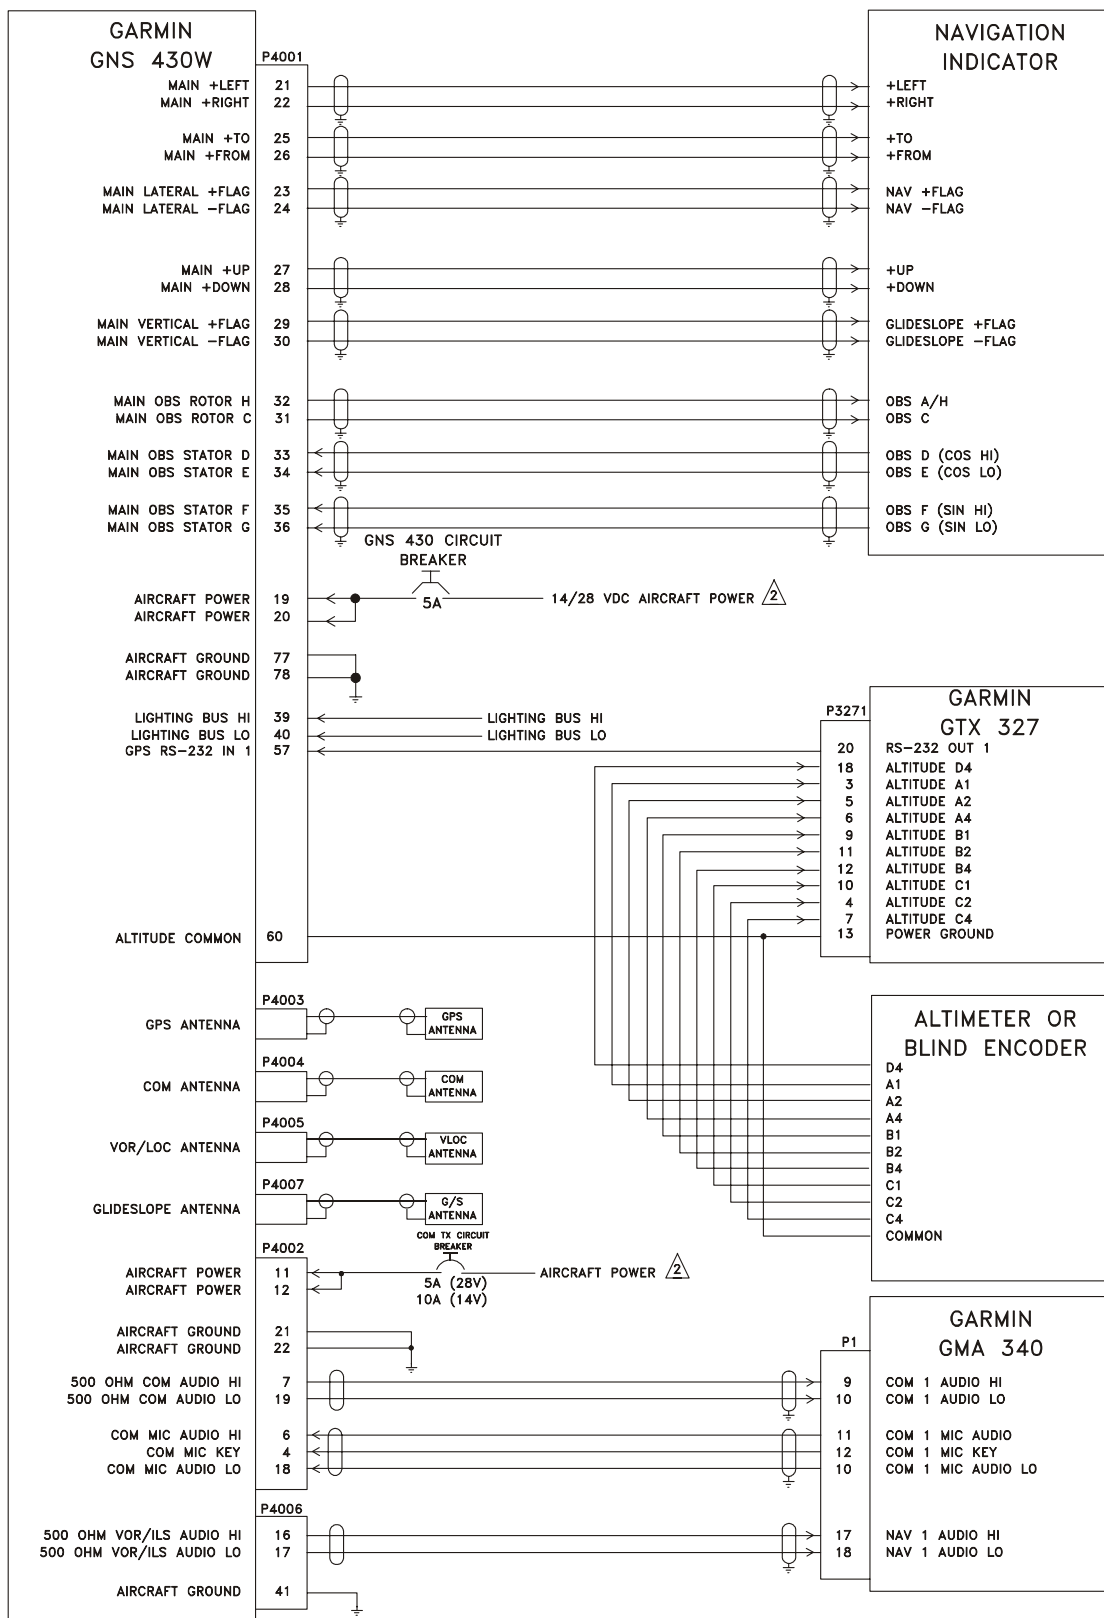 GARMIN
GNS 430W
P4001
NAVIGATION
INDICATOR
MAIN +LEFT 21 +LEFT
MAIN +RIGHT 22 +RIGHT
MAIN +TO 25 +TO
MAIN +FROM 26 +FROM
MAIN LATERAL +FLAG 23 NAV +FLAG
MAIN LATERAL −FLAG 24 NAV −FLAG
MAIN +UP 27 +UP
MAIN +DOWN 28 +DOWN
MAIN VERTICAL +FLAG 29 GLIDESLOPE +FLAG
MAIN VERTICAL −FLAG 30 GLIDESLOPE −FLAG
MAIN OBS ROTOR H 32 OBS A/H
MAIN OBS ROTOR C 31 OBS C
MAIN OBS STATOR D 33 OBS D (COS HI)
MAIN OBS STATOR E 34 OBS E (COS LO)
MAIN OBS STATOR F 35 OBS F (SIN HI)
MAIN OBS STATOR G 36 OBS G (SIN LO)
GNS 430 CIRCUIT
BREAKER
AIRCRAFT POWER 19 5A 14/28 VDC AIRCRAFT POWER 2
AIRCRAFT POWER 20
AIRCRAFT GROUND 77
AIRCRAFT GROUND 78
GARMIN
GTX 327
P3271
LIGHTING BUS HI 39 LIGHTING BUS HI
LIGHTING BUS LO 40 LIGHTING BUS LO
GPS RS−232 IN 1 57 20 RS−232 OUT 1
18 ALTITUDE D4
3 ALTITUDE A1
5 ALTITUDE A2
6 ALTITUDE A4
9 ALTITUDE B1
11 ALTITUDE B2
12 ALTITUDE B4
10 ALTITUDE C1
4 ALTITUDE C2
7 ALTITUDE C4
ALTITUDE COMMON 60 13 POWER GROUND
P4003
GPS ANTENNA
GPS
ANTENNA
P4004
COM ANTENNA
COM
ANTENNA
P4005
VOR/LOC ANTENNA
VLOC
ANTENNA
P4007
GLIDESLOPE ANTENNA
G/S
ANTENNA
ALTIMETER OR
BLIND ENCODER
D4
A1
A2
A4
B1
B2
B4
C1
C2
C4
COMMON
P4002
COM TX CIRCUIT
BREAKER
AIRCRAFT POWER 11 AIRCRAFT POWER 2
AIRCRAFT POWER 12
5A (28V)
10A (14V)
AIRCRAFT GROUND 21
AIRCRAFT GROUND 22
GARMIN
GMA 340
P1
500 OHM COM AUDIO HI 7 9 COM 1 AUDIO HI
500 OHM COM AUDIO LO 19 10 COM 1 AUDIO LO
COM MIC AUDIO HI 6 11 COM 1 MIC AUDIO
COM MIC KEY 4 12 COM 1 MIC KEY
COM MIC AUDIO LO 18 10 COM 1 MIC AUDIO LO
P4006
500 OHM VOR/ILS AUDIO HI 16 17 NAV 1 AUDIO HI
500 OHM VOR/ILS AUDIO LO 17 18 NAV 1 AUDIO LO
AIRCRAFT GROUND 41